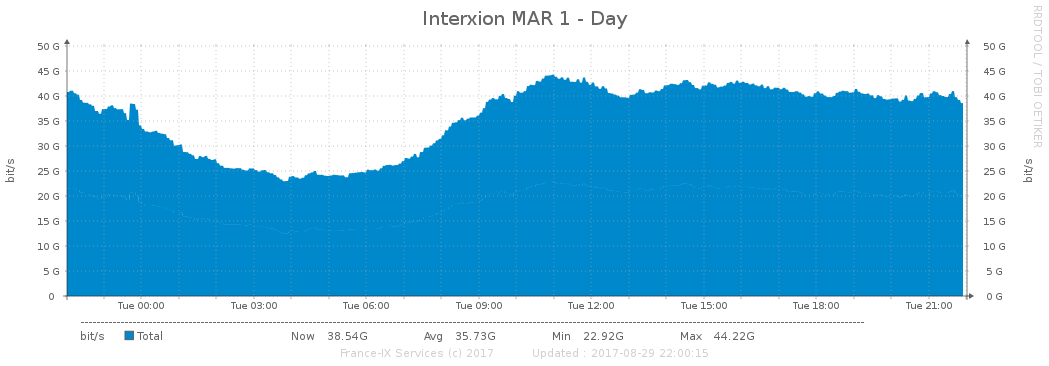 Interxion MAR 1 - Day
RRDTOOL / TOBI OETIKER
50 G 50 G
45 G 45 G
40 G 40 G
35 G 35 G
30 G 30 G
25 G 25 G
20 G 20 G
15 G 15 G
10 G 10 G
5 G 5 G
0 0 G
bit/s bit/s
Tue 00:00 Tue 03:00 Tue 06:00 Tue 09:00 Tue 12:00 Tue 15:00 Tue 18:00 Tue 21:00
bit/s Total Now 38.54G Avg 35.73G Min 22.92G Max 44.22G
France-IX Services (c) 2017 Updated : 2017-08-29 22:00:15